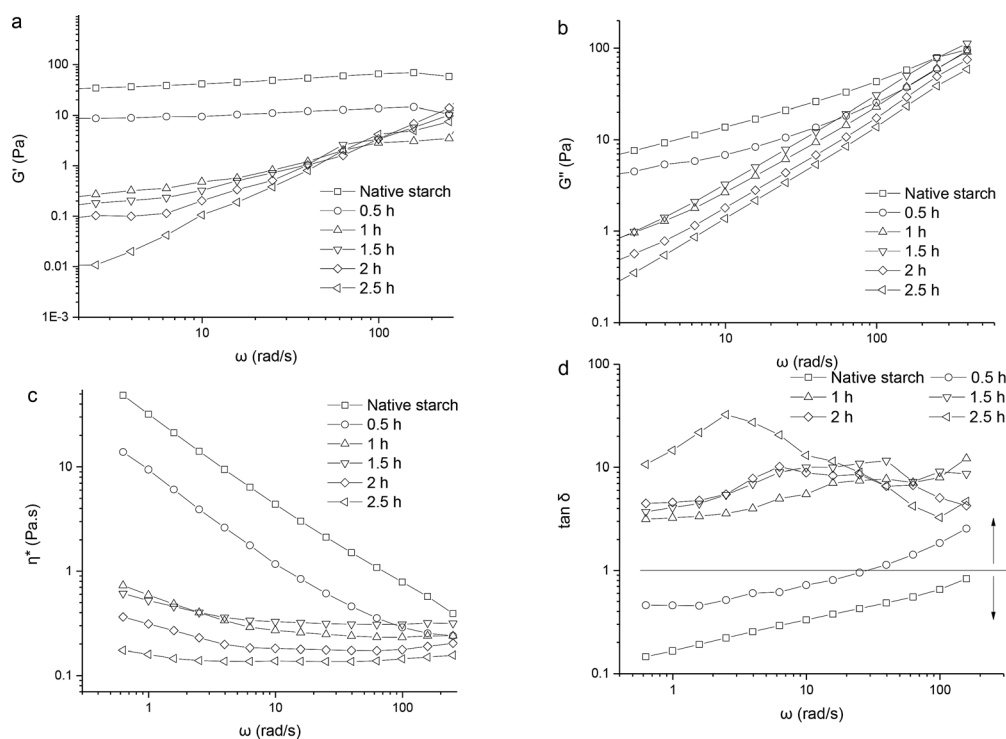 a
G' (Pa)
100
10
1
0.1
0.01
1E-3
10
100
ω (rad/s)
Native starch
0.5 h
1 h
1.5 h
2 h
2.5 h
b
G'' (Pa)
100
10
1
0.1
10
100
ω (rad/s)
Native starch
0.5 h
1 h
1.5 h
2 h
2.5 h
c
η* (Pa.s)
10
1
0.1
1
10
100
ω (rad/s)
Native starch
0.5 h
1 h
1.5 h
2 h
2.5 h
d
tan δ
100
10
1
0.1
1
10
100
ω (rad/s)
Native starch
0.5 h
1 h
1.5 h
2 h
2.5 h